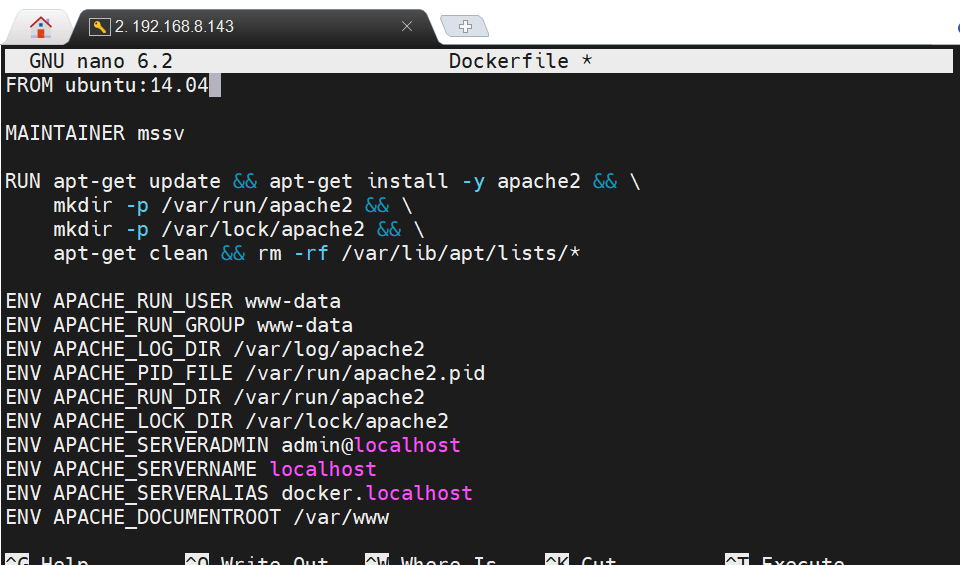 2. 192.168.8.143
GNU nano 6.2 Dockerfile *
FROM ubuntu:14.04
MAINTAINER mssv
RUN apt-get update && apt-get install -y apache2 && \
mkdir -p /var/run/apache2 && \
mkdir -p /var/lock/apache2 && \
apt-get clean && rm -rf /var/lib/apt/lists/*
ENV APACHE_RUN_USER www-data
ENV APACHE_RUN_GROUP www-data
ENV APACHE_LOG_DIR /var/log/apache2
ENV APACHE_PID_FILE /var/run/apache2.pid
ENV APACHE_RUN_DIR /var/run/apache2
ENV APACHE_LOCK_DIR /var/lock/apache2
ENV APACHE_SERVERADMIN admin@localhost
ENV APACHE_SERVERNAME localhost
ENV APACHE_SERVERALIAS docker.localhost
ENV APACHE_DOCUMENTROOT /var/www
^G Help ^O Write Out ^W Where Is ^K Cut ^T Execute